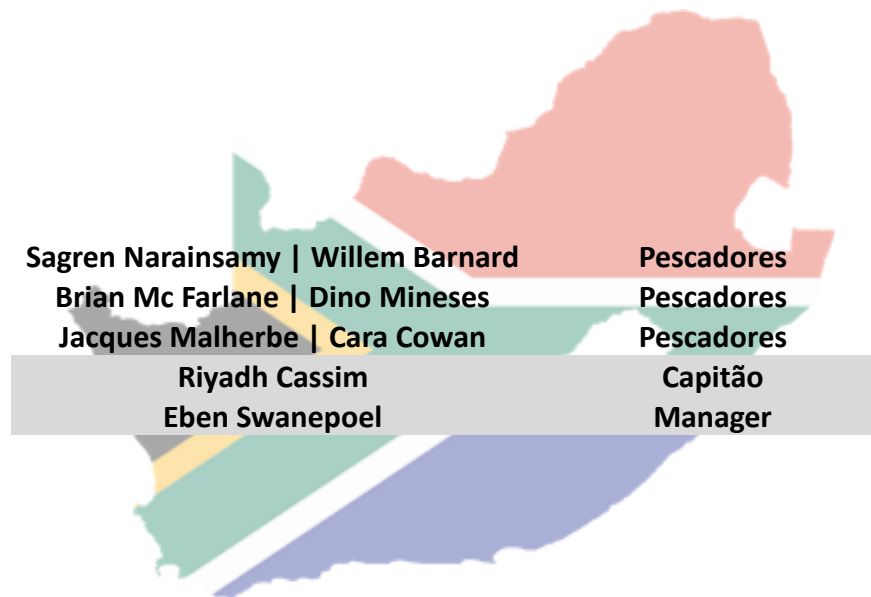 Sagren Narainsamy | Willem Barnard Pescadores
Brian Mc Farlane | Dino Mineses Pescadores
Jacques Malherbe | Cara Cowan Pescadores
Riyadh Cassim Capitão
Eben Swanepoel Manager